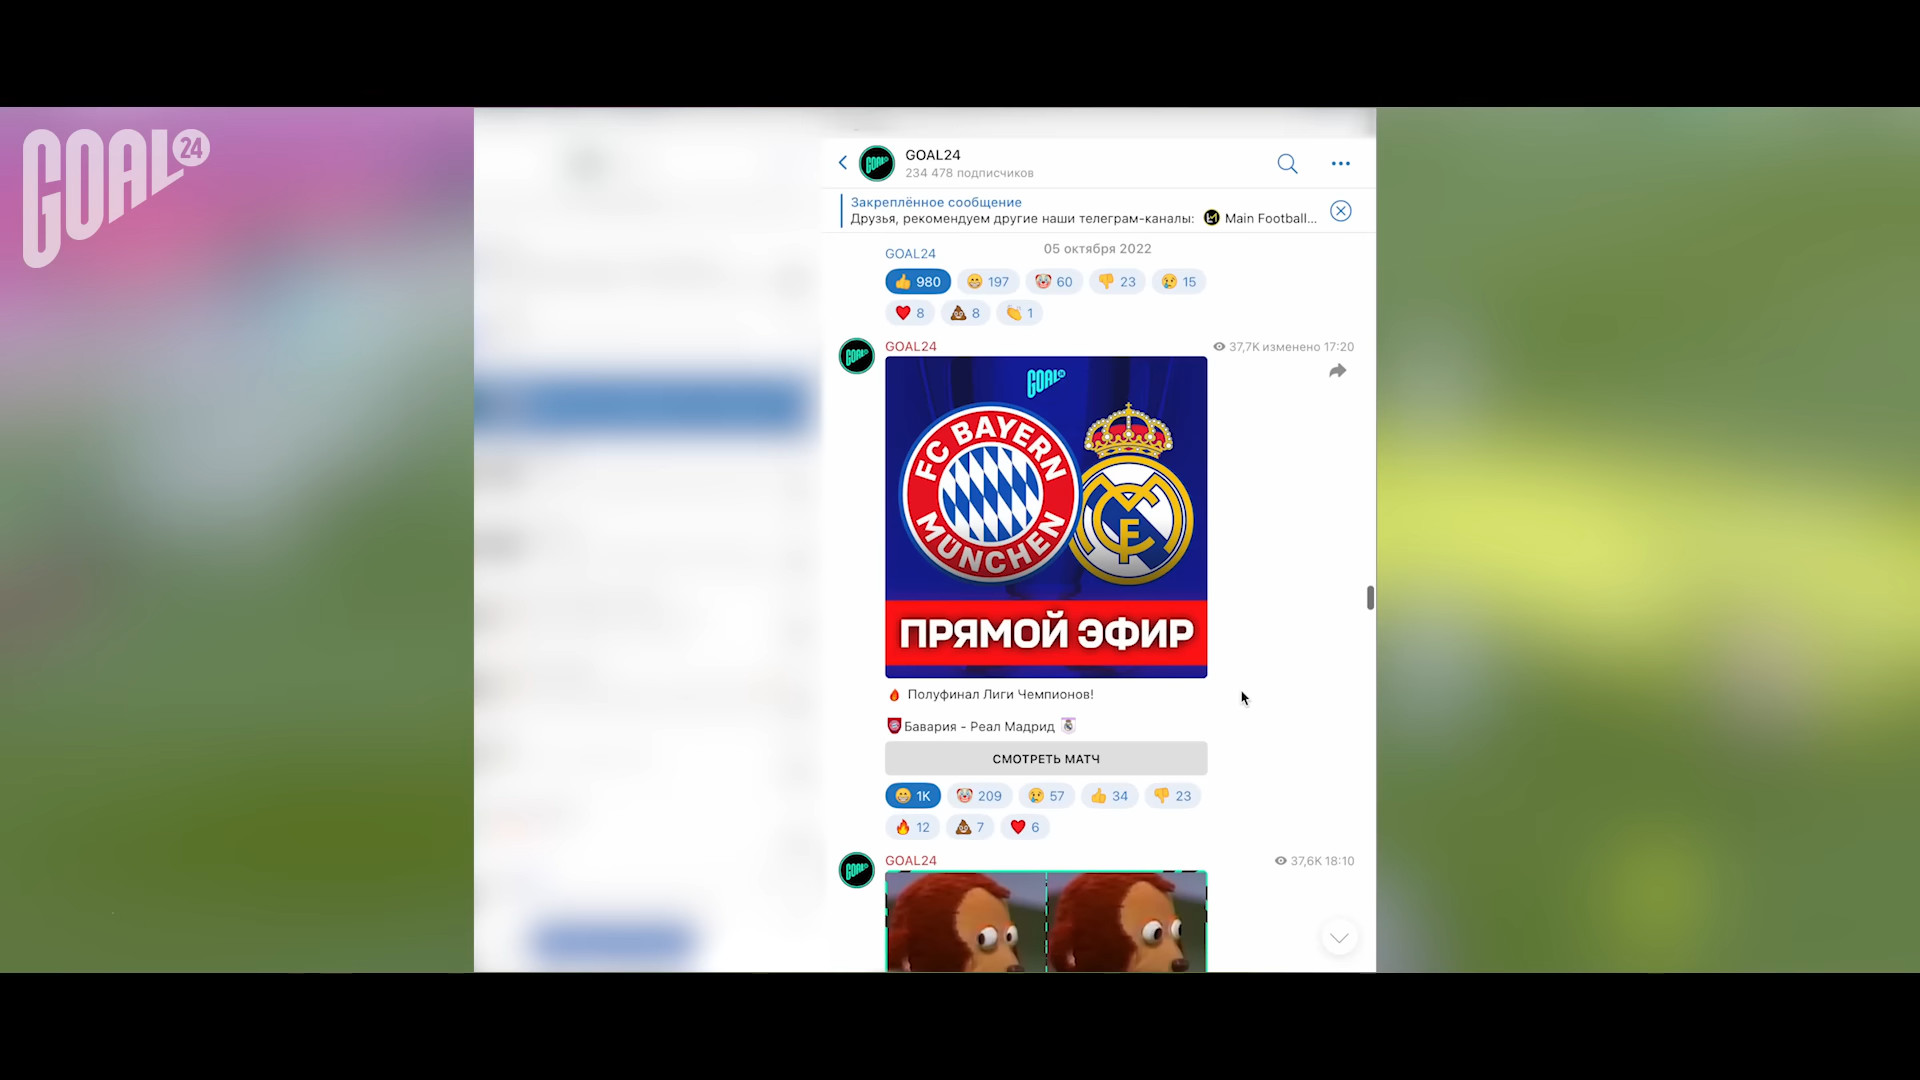 GOAL24
GOAL24
234 478 подписчиков
Закреплённое сообщение
Друзья, рекомендуем другие наши телеграм-каналы: Main Football...
05 октября 2022
GOAL24
980 197 60 23 15
8 8 1
GOAL24
37,7K изменено 17:20
GOAL24
FC BAYERN
MÜNCHEN
ПРЯМОЙ ЭФИР
Полуфинал Лиги Чемпионов!
Бавария - Реал Мадрид
СМОТРЕТЬ МАТЧ
1K 209 57 34 23
12 7 6
GOAL24
37,6K 18:10